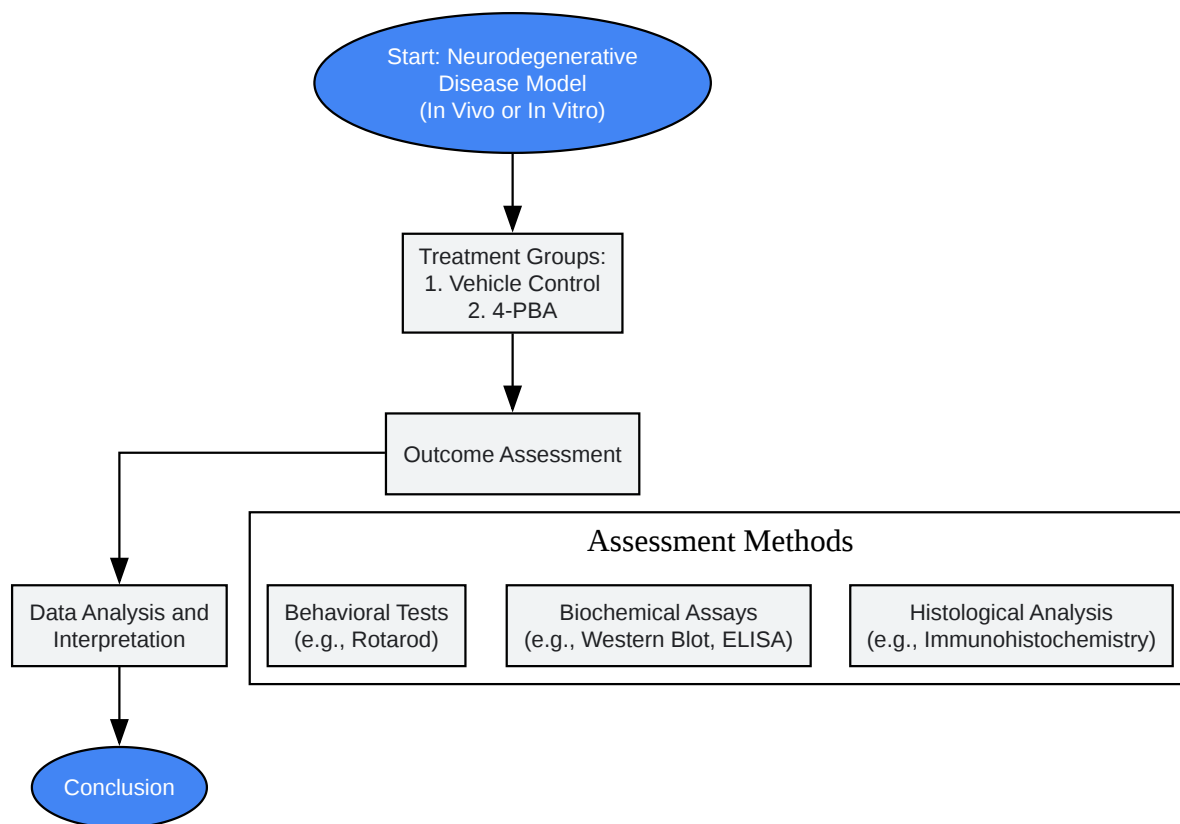 Start: Neurodegenerative
Disease Model
(In Vivo or In Vitro)
Treatment Groups:
1. Vehicle Control
2. 4-PBA
Outcome Assessment
Assessment Methods
Data Analysis and
Interpretation
Behavioral Tests
(e.g., Rotarod)
Biochemical Assays
(e.g., Western Blot, ELISA)
Histological Analysis
(e.g., Immunohistochemistry)
Conclusion